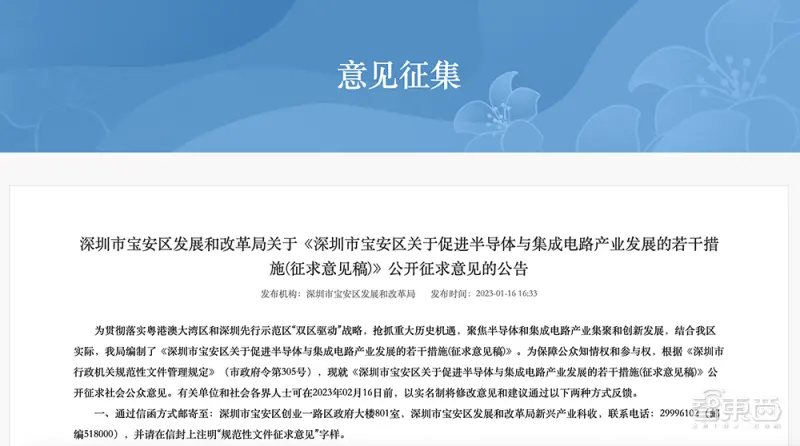 意见征集
深圳市宝安区发展和改革局关于《深圳市宝安区关于促进半导体与集成电路产业发展的若干措
施(征求意见稿)》公开征求意见的公告
发布机构：深圳市宝安区发展和改革局 发布时间：2023-01-16 16:33
为贯彻落实粤港澳大湾区和深圳先行示范区“双区驱动”战略，抢抓重大历史机遇，聚焦半导体和集成电路产业集聚和创新发展，结合我区
实际，我局编制了《深圳市宝安区关于促进半导体与集成电路产业发展的若干措施(征求意见稿)》。为保障公众知情权和参与权，根据《深圳市
行政机关规范性文件管理规定》（市政府令第305号），现就《深圳市宝安区关于促进半导体与集成电路产业发展的若干措施(征求意见稿)》公
开征求社会公众意见。有关单位和社会各界人士可在2023年02月16日前，以实名制将修改意见和建议通过以下两种方式反馈。
一、通过信函方式邮寄至：深圳市宝安区创业一路区政府大楼801室，深圳市宝安区发展和改革局新兴产业科收，联系电话：29996102（邮
编518000），并请在信封上注明“规范性文件征求意见”字样。
芯东西